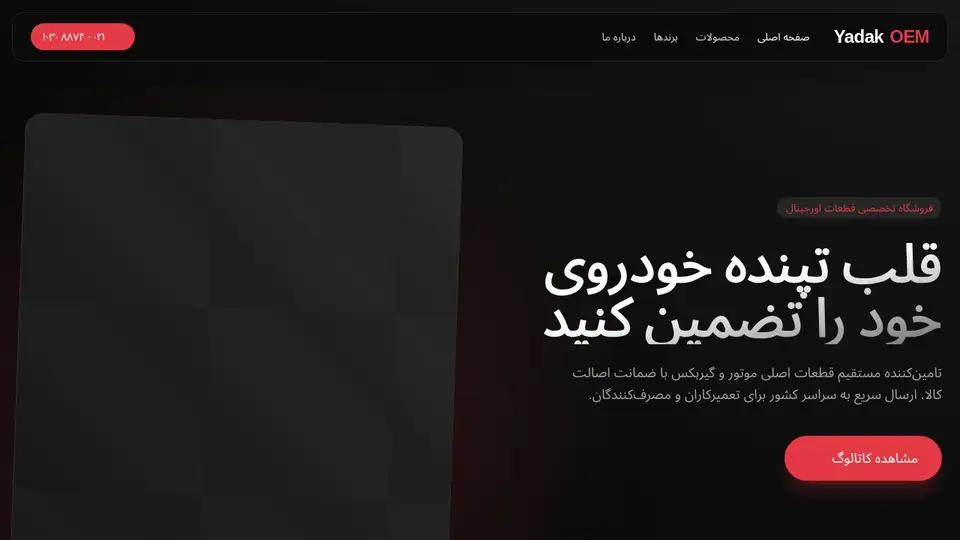 Yadak OEM
صفحه اصلی
محصولات
برندها
درباره ما
۰۲۱ - ۸۸۷۴ ۱۰۳۰
فروشگاه تخصصی قطعات اورجینال
قلب تپنده خودروی
خود را تضمین کنید
تامین‌کننده مستقیم قطعات اصلی موتور و گیربکس با ضمانت اصالت
کالا. ارسال سریع به سراسر کشور برای تعمیرکاران و مصرف‌کنندگان.
مشاهده کاتالوگ